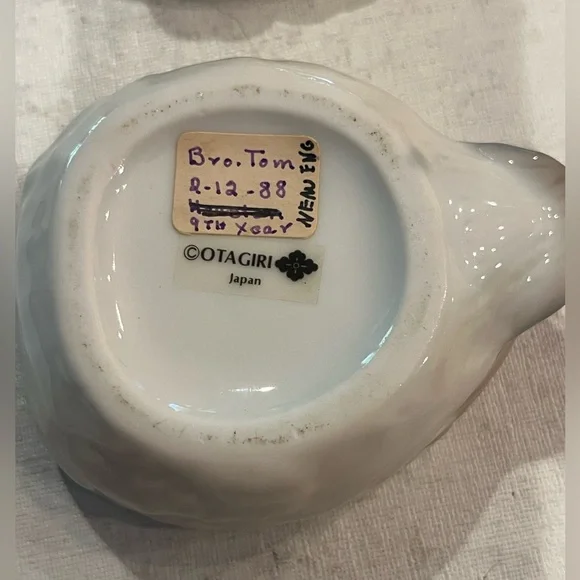 Bro. Tom
2-12-88
9TH Year
NEW ENG
©OTAGIRI
Japan